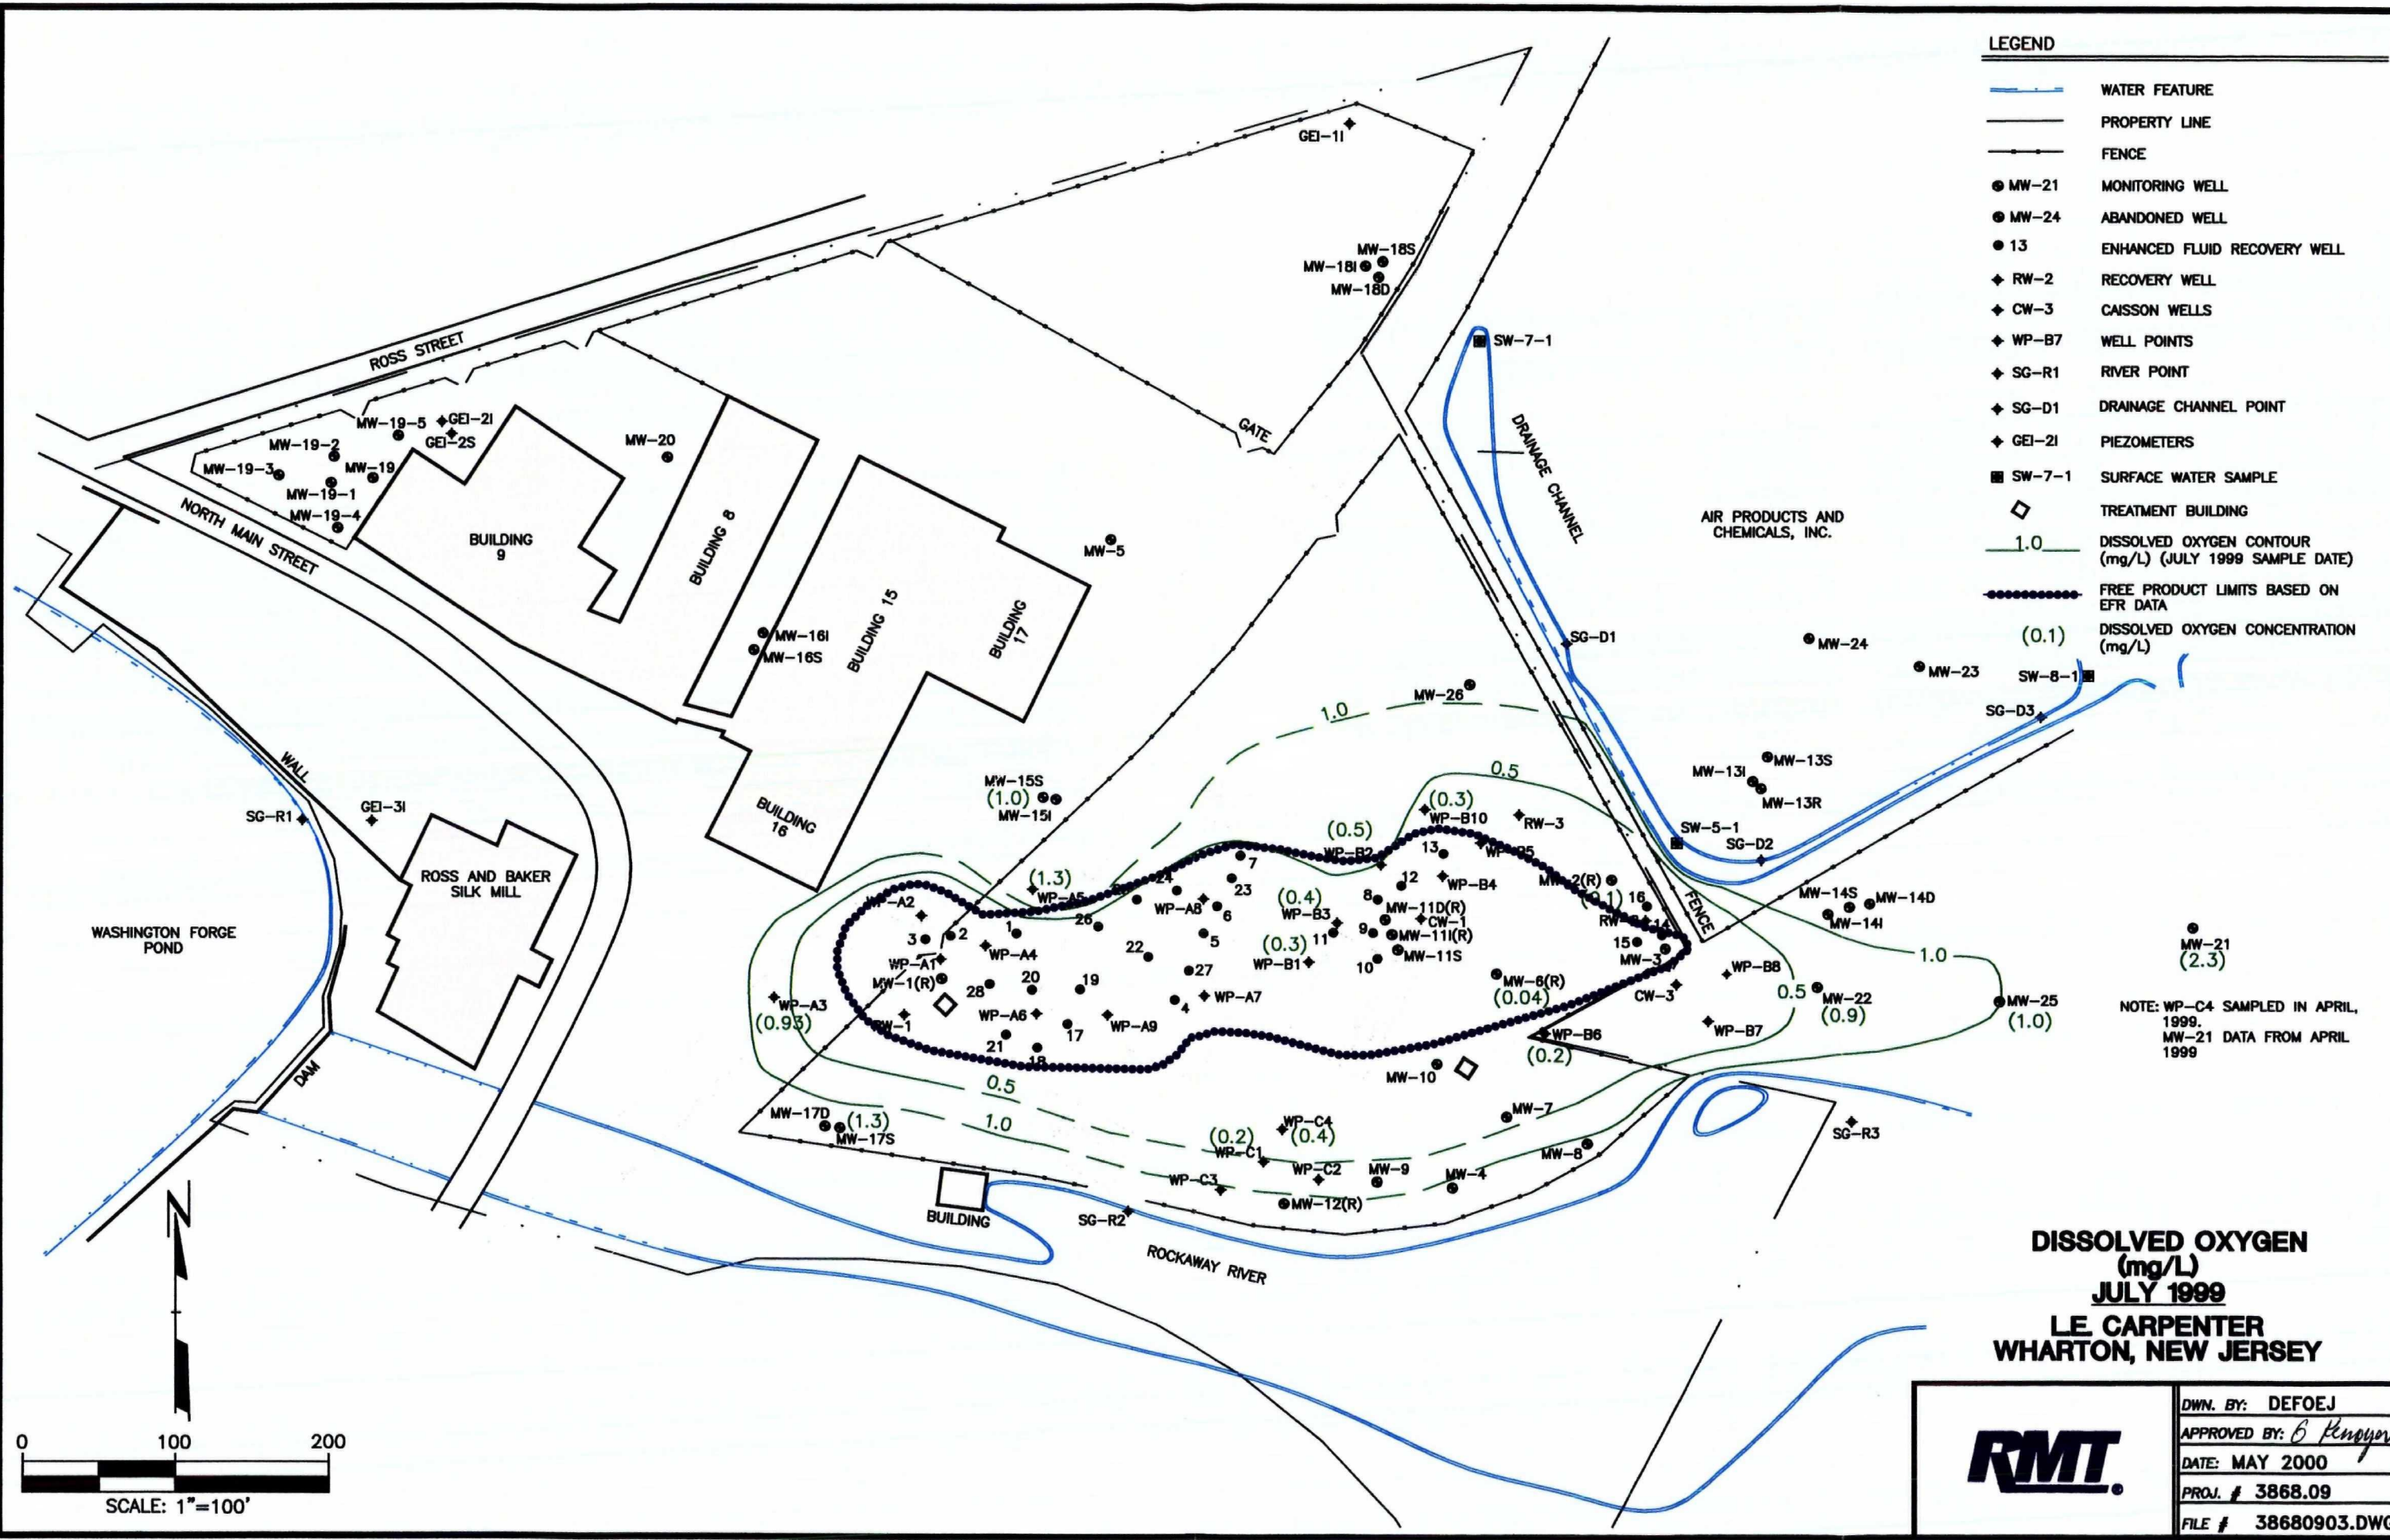 LEGEND
WATER FEATURE
PROPERTY LINE
FENCE
MW-21 MONITORING WELL
MW-24 ABANDONED WELL
13 ENHANCED FLUID RECOVERY WELL
RW-2 RECOVERY WELL
CW-3 CAISSON WELLS
WP-B7 WELL POINTS
SG-R1 RIVER POINT
SG-D1 DRAINAGE CHANNEL POINT
GEI-2I PIEZOMETERS
SW-7-1 SURFACE WATER SAMPLE
TREATMENT BUILDING
1.0 DISSOLVED OXYGEN CONTOUR
(mg/L) (JULY 1999 SAMPLE DATE)
FREE PRODUCT LIMITS BASED ON
EFR DATA
(0.1) DISSOLVED OXYGEN CONCENTRATION
(mg/L)
GEI-1I
MW-18S
MW-18I
MW-18D
SW-7-1
ROSS STREET
GATE
DRAINAGE CHANNEL
MW-19-5
GEI-2I
GEI-2S
MW-19-2
MW-19-3
MW-19
MW-19-1
MW-19-4
MW-20
NORTH MAIN STREET
BUILDING
9
BUILDING 8
BUILDING 15
BUILDING
17
BUILDING
16
MW-5
AIR PRODUCTS AND
CHEMICALS, INC.
MW-16I
MW-16S
SG-D1
MW-24
MW-23
SW-8-1
SG-D3
MW-26
1.0
0.5
WALL
SG-R1
GEI-3I
ROSS AND BAKER
SILK MILL
WASHINGTON FORGE
POND
DAM
MW-15S
(1.0)
MW-15I
MW-13S
MW-13I
MW-13R
SW-5-1
SG-D2
(0.3)
WP-B10
RW-3
(0.5)
WP-B2
WP-B5
13
7
12
WP-B4
MW-2(R)
(0.1)
16
FENCE
MW-14S
MW-14D
MW-14I
(1.3)
WP-A5
24
23
WP-A8
6
8
(0.4)
WP-B3
MW-11D(R)
CW-1
14
WP-A2
3
2
1
26
5
11
9
MW-11I(R)
15
MW-3
WP-A4
22
(0.3)
WP-B1
10
MW-11S
WP-A1
MW-1(R)
28
20
19
27
4
WP-A7
MW-6(R)
(0.04)
CW-3
WP-B8
0.5
MW-22
(0.9)
1.0
MW-25
(1.0)
MW-21
(2.3)
WP-A3
(0.93)
WP-A6
WP-A9
17
21
18
WP-B6
(0.2)
WP-B7
MW-10
NOTE: WP-C4 SAMPLED IN APRIL,
1999.
MW-21 DATA FROM APRIL
1999
0.5
1.0
MW-17D
(1.3)
MW-17S
WP-C4
(0.2)
(0.4)
WP-C1
WP-C2
WP-C3
MW-9
MW-4
MW-7
MW-8
MW-12(R)
SG-R3
BUILDING
SG-R2
ROCKAWAY RIVER
N
0 100 200
SCALE: 1"=100'
DISSOLVED OXYGEN
(mg/L)
JULY 1999
L.E. CARPENTER
WHARTON, NEW JERSEY
RMT
DWN. BY: DEFOEJ
APPROVED BY:
DATE: MAY 2000
PROJ. # 3868.09
FILE # 38680903.DWG